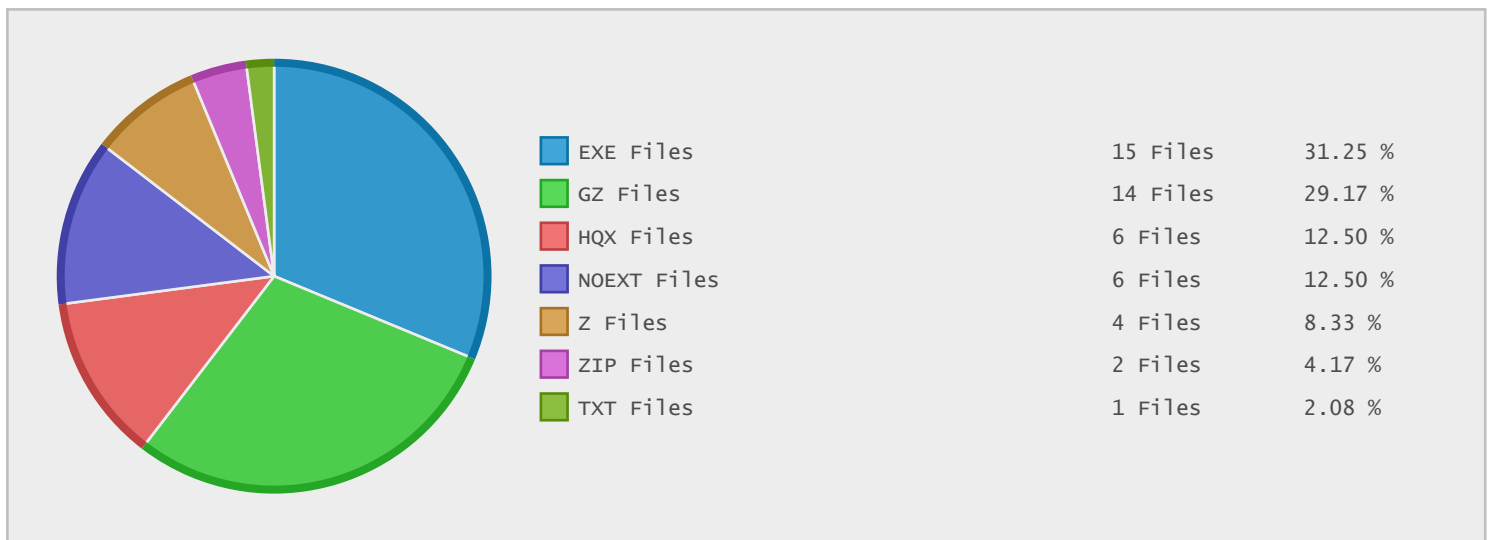 EXE Files 15 Files 31.25 %
GZ Files 14 Files 29.17 %
HQX Files 6 Files 12.50 %
NOEXT Files 6 Files 12.50 %
Z Files 4 Files 8.33 %
ZIP Files 2 Files 4.17 %
TXT Files 1 Files 2.08 %